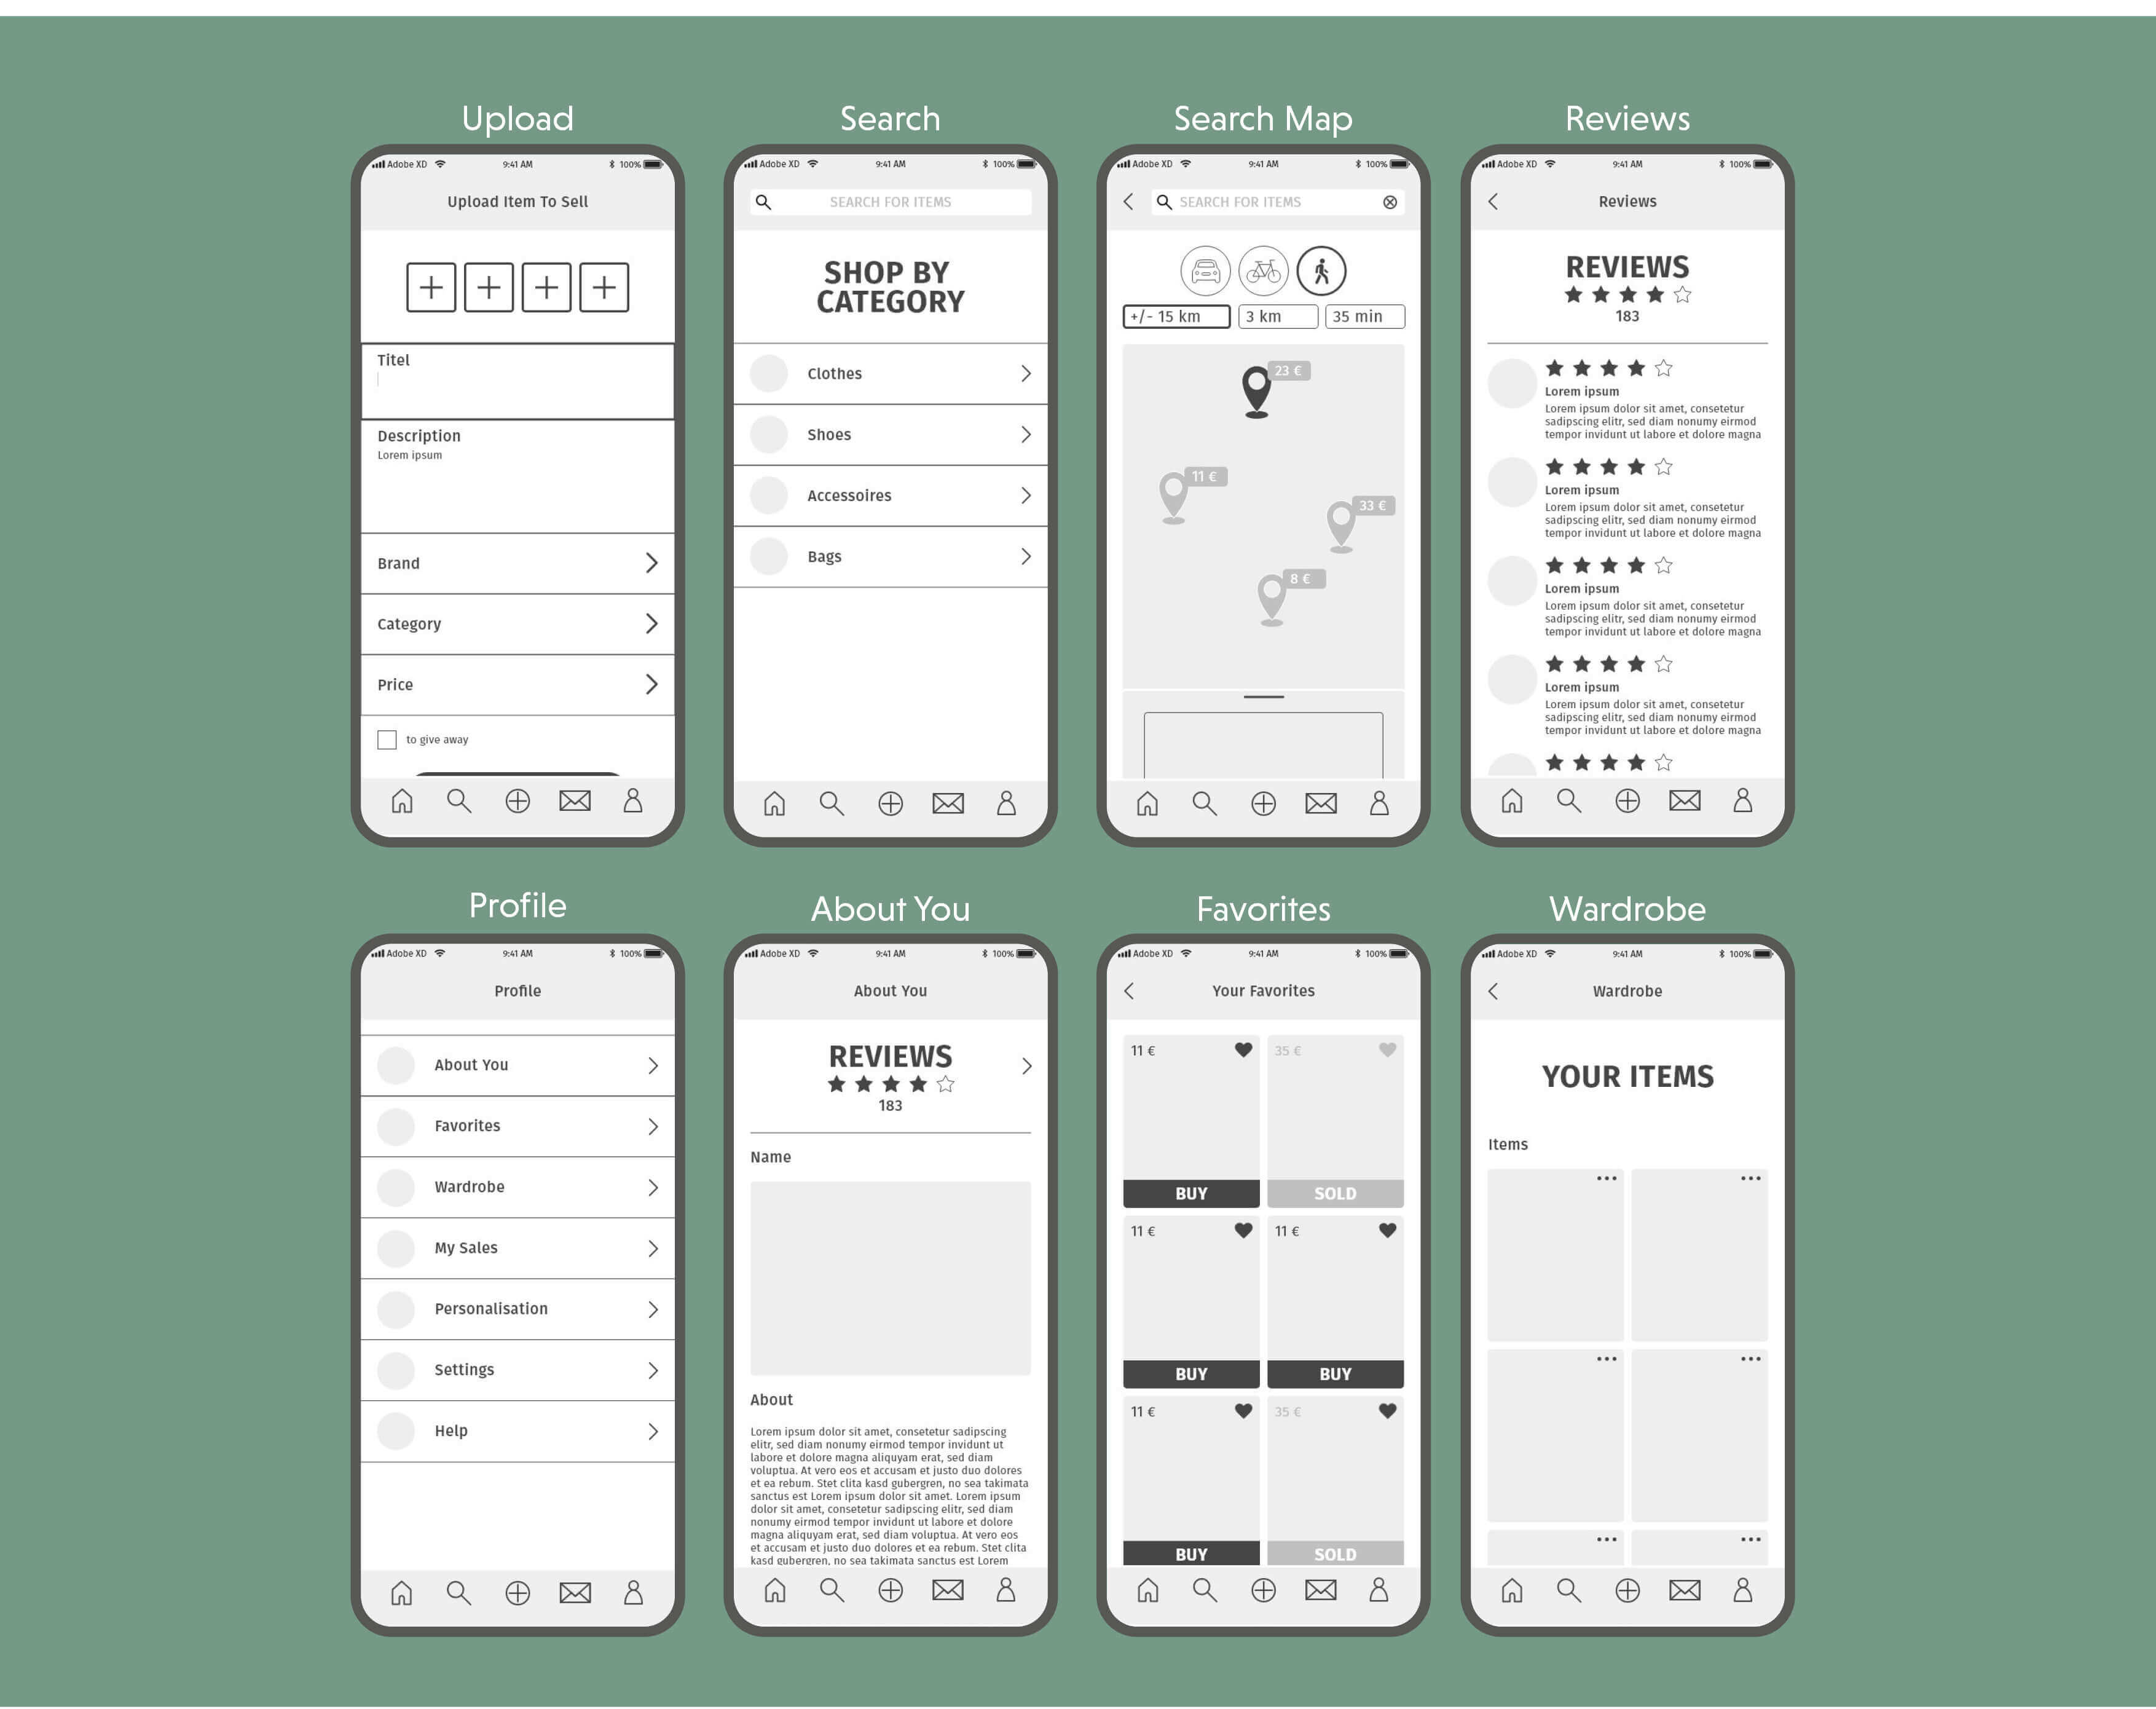 Upload
Adobe XD 9:41 AM 100%
Upload Item To Sell
Titel
Description
Lorem ipsum
Brand
Category
Price
to give away
Search
Adobe XD 9:41 AM 100%
SEARCH FOR ITEMS
SHOP BY
CATEGORY
Clothes
Shoes
Accessoires
Bags
Search Map
Adobe XD 9:41 AM 100%
SEARCH FOR ITEMS
+/- 15 km 3 km 35 min
23 €
11 €
33 €
8 €
Reviews
Adobe XD 9:41 AM 100%
Reviews
REVIEWS
183
Lorem ipsum
Lorem ipsum dolor sit amet, consetetur
sadipscing elitr, sed diam nonumy eirmod
tempor invidunt ut labore et dolore magna
Lorem ipsum
Lorem ipsum dolor sit amet, consetetur
sadipscing elitr, sed diam nonumy eirmod
tempor invidunt ut labore et dolore magna
Lorem ipsum
Lorem ipsum dolor sit amet, consetetur
sadipscing elitr, sed diam nonumy eirmod
tempor invidunt ut labore et dolore magna
Lorem ipsum
Lorem ipsum dolor sit amet, consetetur
sadipscing elitr, sed diam nonumy eirmod
tempor invidunt ut labore et dolore magna
Profile
Adobe XD 9:41 AM 100%
Profile
About You
Favorites
Wardrobe
My Sales
Personalisation
Settings
Help
About You
Adobe XD 9:41 AM 100%
About You
REVIEWS
183
Name
About
Lorem ipsum dolor sit amet, consetetur sadipscing
elitr, sed diam nonumy eirmod tempor invidunt ut
labore et dolore magna aliquyam erat, sed diam
voluptua. At vero eos et accusam et justo duo dolores
et ea rebum. Stet clita kasd gubergren, no sea takimata
sanctus est Lorem ipsum dolor sit amet. Lorem ipsum
dolor sit amet, consetetur sadipscing elitr, sed diam
nonumy eirmod tempor invidunt ut labore et dolore
magna aliquyam erat, sed diam voluptua. At vero eos
et accusam et justo duo dolores et ea rebum. Stet clita
kasd gubergren, no sea takimata sanctus est Lorem
Favorites
Adobe XD 9:41 AM 100%
Your Favorites
11 € 35 €
BUY SOLD
11 € 11 €
BUY BUY
11 € 35 €
BUY SOLD
Wardrobe
Adobe XD 9:41 AM 100%
Wardrobe
YOUR ITEMS
Items